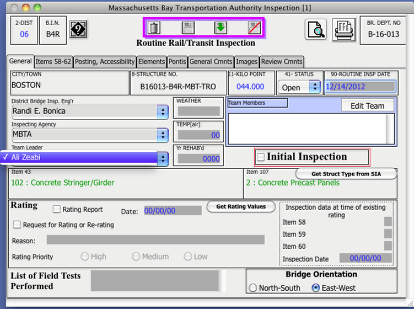 Massachusetts Bay Transportation Authority Inspection [1]
2-DIST B.I.N. BR. DEPT. NO
06 B4R B-16-013
Routine Rail/Transit Inspection
General Items 58-62 Posting, Accessibility Elements Pontis General Cmnts Images Review Cmnts
CITY/TOWN 8-STRUCTURE NO. 11-KILO POINT 41- STATUS 90-ROUTINE INSP DATE
BOSTON B16013-B4R-MBT-TRO 044.000 Open 12/14/2012
District Bridge Insp. Eng'r WEATHER Team Members Edit Team
Randi E. Bonica
Inspecting Agency TEMP(air)
MBTA 00
Team Leader Yr REHAB'd
✓ Ali Zeabi 0000 Initial Inspection
Item 43 Item 107 Get Struct Type from SIA
102 : Concrete Stringer/Girder 2 : Concrete Precast Panels
Rating Rating Report Date: 00/00/00 Get Rating Values Inspection data at time of existing rating
Request for Rating or Re-rating Item 58
Reason: Item 59
Item 60
Rating Priority High Medium Low Inspection Date 00/00/00
List of Field Tests Performed Bridge Orientation
North-South East-West